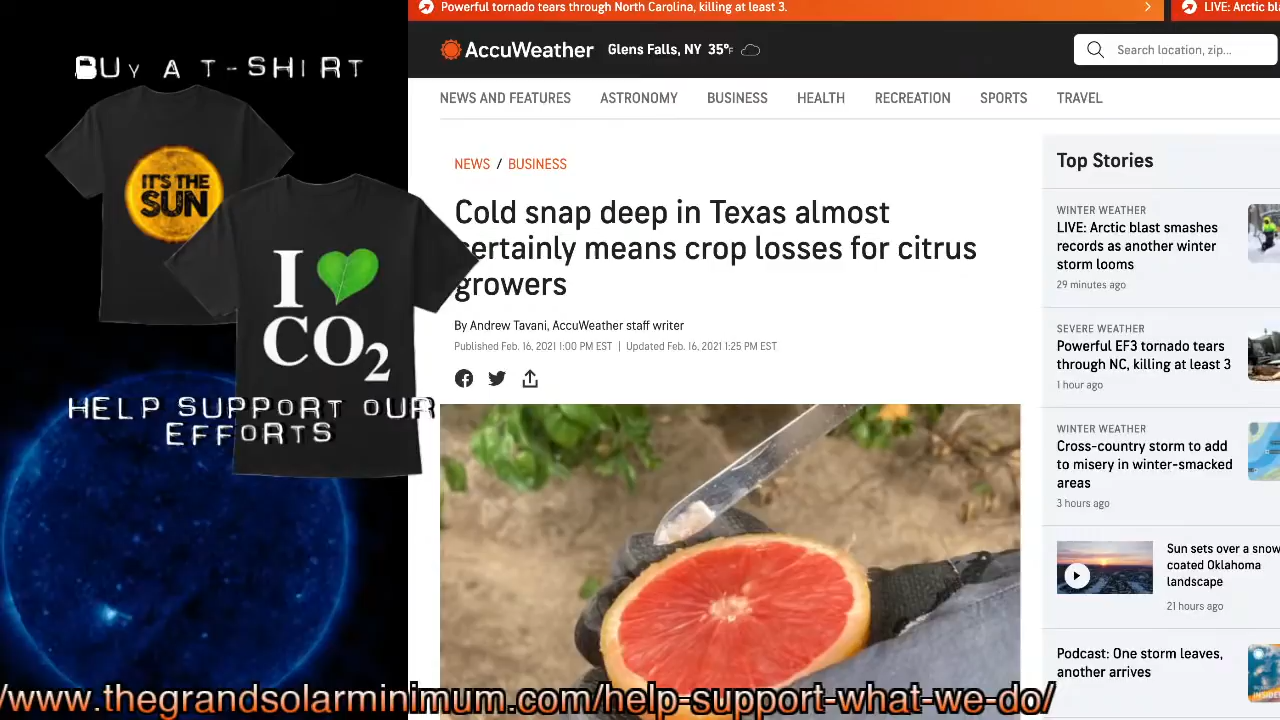 Powerful tornado tears through North Carolina, killing at least 3.
LIVE: Arctic
AccuWeather
Glens Falls, NY 35°F
Search location, zip...
NEWS AND FEATURES
ASTRONOMY
BUSINESS
HEALTH
RECREATION
SPORTS
TRAVEL
BUY A T-SHIRT
IT'S THE
SUN
I
CO2
HELP SUPPORT OUR
EFFORTS
NEWS / BUSINESS
Cold snap deep in Texas almost
certainly means crop losses for citrus
growers
By Andrew Tavani, AccuWeather staff writer
Published Feb. 16, 2021 1:00 PM EST | Updated Feb. 16, 2021 1:25 PM EST
Top Stories
WINTER WEATHER
LIVE: Arctic blast smashes
records as another winter
storm looms
29 minutes ago
SEVERE WEATHER
Powerful EF3 tornado tears
through NC, killing at least 3
1 hour ago
WINTER WEATHER
Cross-country storm to add
to misery in winter-smacked
areas
3 hours ago
Sun sets over a snow
coated Oklahoma
landscape
21 hours ago
Podcast: One storm leaves,
another arrives
/www.thegrandsolarminimum.com/help-support-what-we-do/